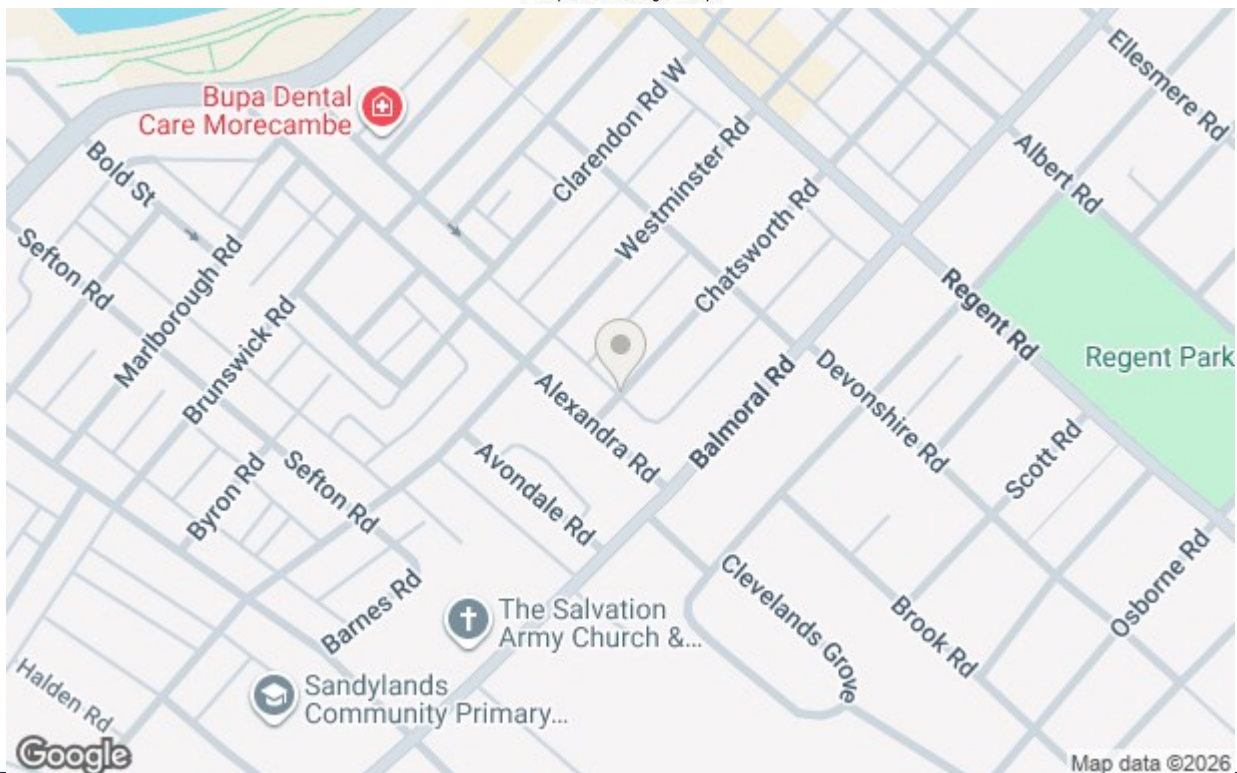 Ellesmere Rd
Bupa Dental
Care Morecambe
Clarendon Rd W
Westminster Rd
Albert Rd
Bold St
Chatsworth Rd
Sefton Rd
Marlborough Rd
Regent Rd
Brunswick Rd
Regent Park
Alexandra Rd
Balmoral Rd
Devonshire Rd
Scott Rd
Avondale Rd
Byron Rd
Sefton Rd
Osborne Rd
Clevelands Grove
Brook Rd
Barnes Rd
The Salvation
Army Church &...
Halden Rd
Sandylands
Community Primary...
Google
Map data ©2026